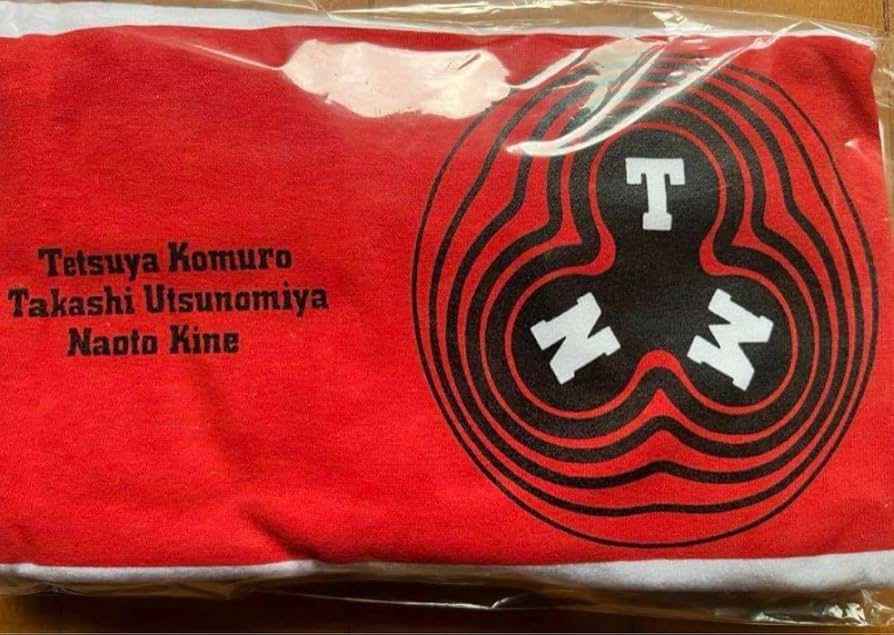 Tetsuya Komuro
Takashi Utsunomiya
Naoto Kine
T
M
N